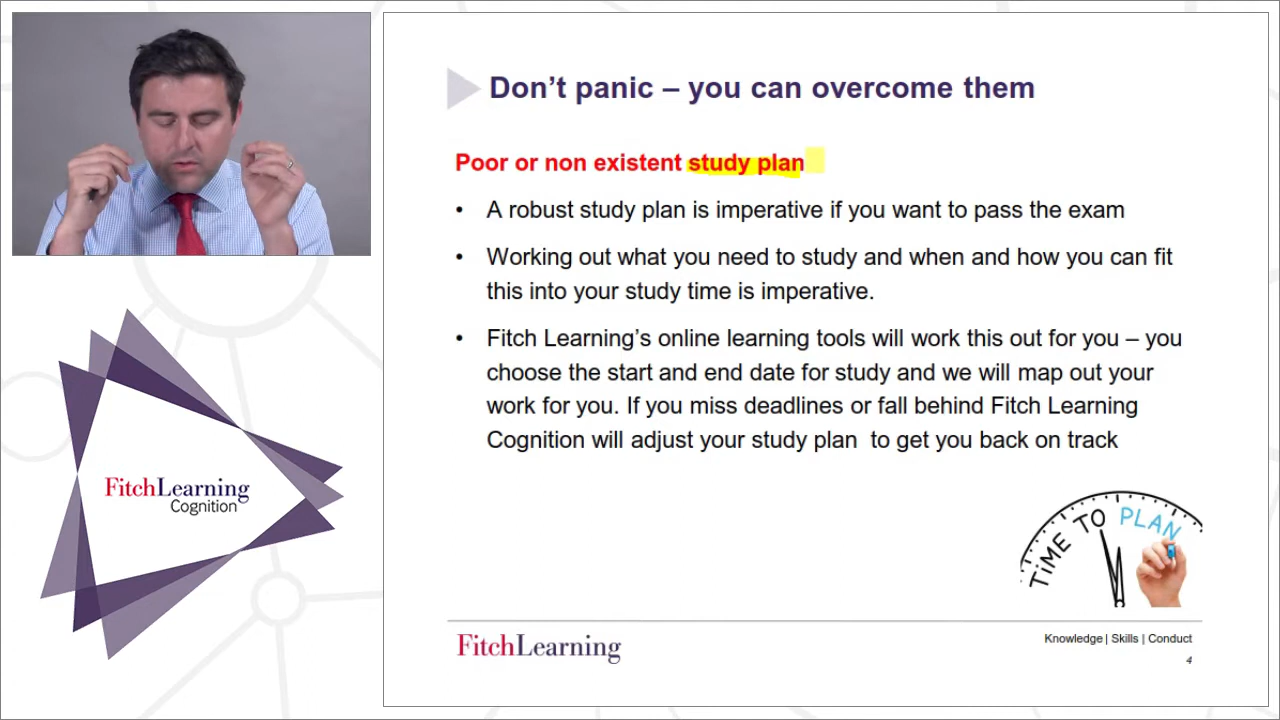 Don't panic – you can overcome them
Poor or non existent study plan
• A robust study plan is imperative if you want to pass the exam
• Working out what you need to study and when and how you can fit
this into your study time is imperative.
• Fitch Learning's online learning tools will work this out for you – you
choose the start and end date for study and we will map out your
work for you. If you miss deadlines or fall behind Fitch Learning
Cognition will adjust your study plan  to get you back on track
FitchLearning
Cognition
TiME TO PLAN
FitchLearning
Knowledge | Skills | Conduct
4